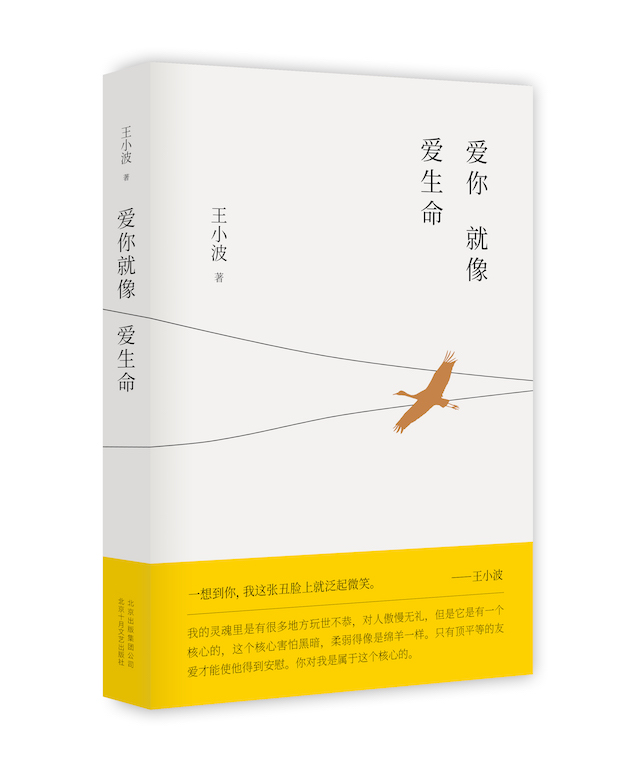 王小波 著
爱你就像 爱生命
北京出版集团公司
北京十月文艺出版社
爱你 就像
爱生命
王小波 著
一想到你,我这张丑脸上就泛起微笑。
——王小波
我的灵魂里是有很多地方玩世不恭,对人傲慢无礼,但是它是有一个
核心的,这个核心害怕黑暗,柔弱得像是绵羊一样。只有顶平等的友
爱才能使他得到安慰。你对我是属于这个核心的。